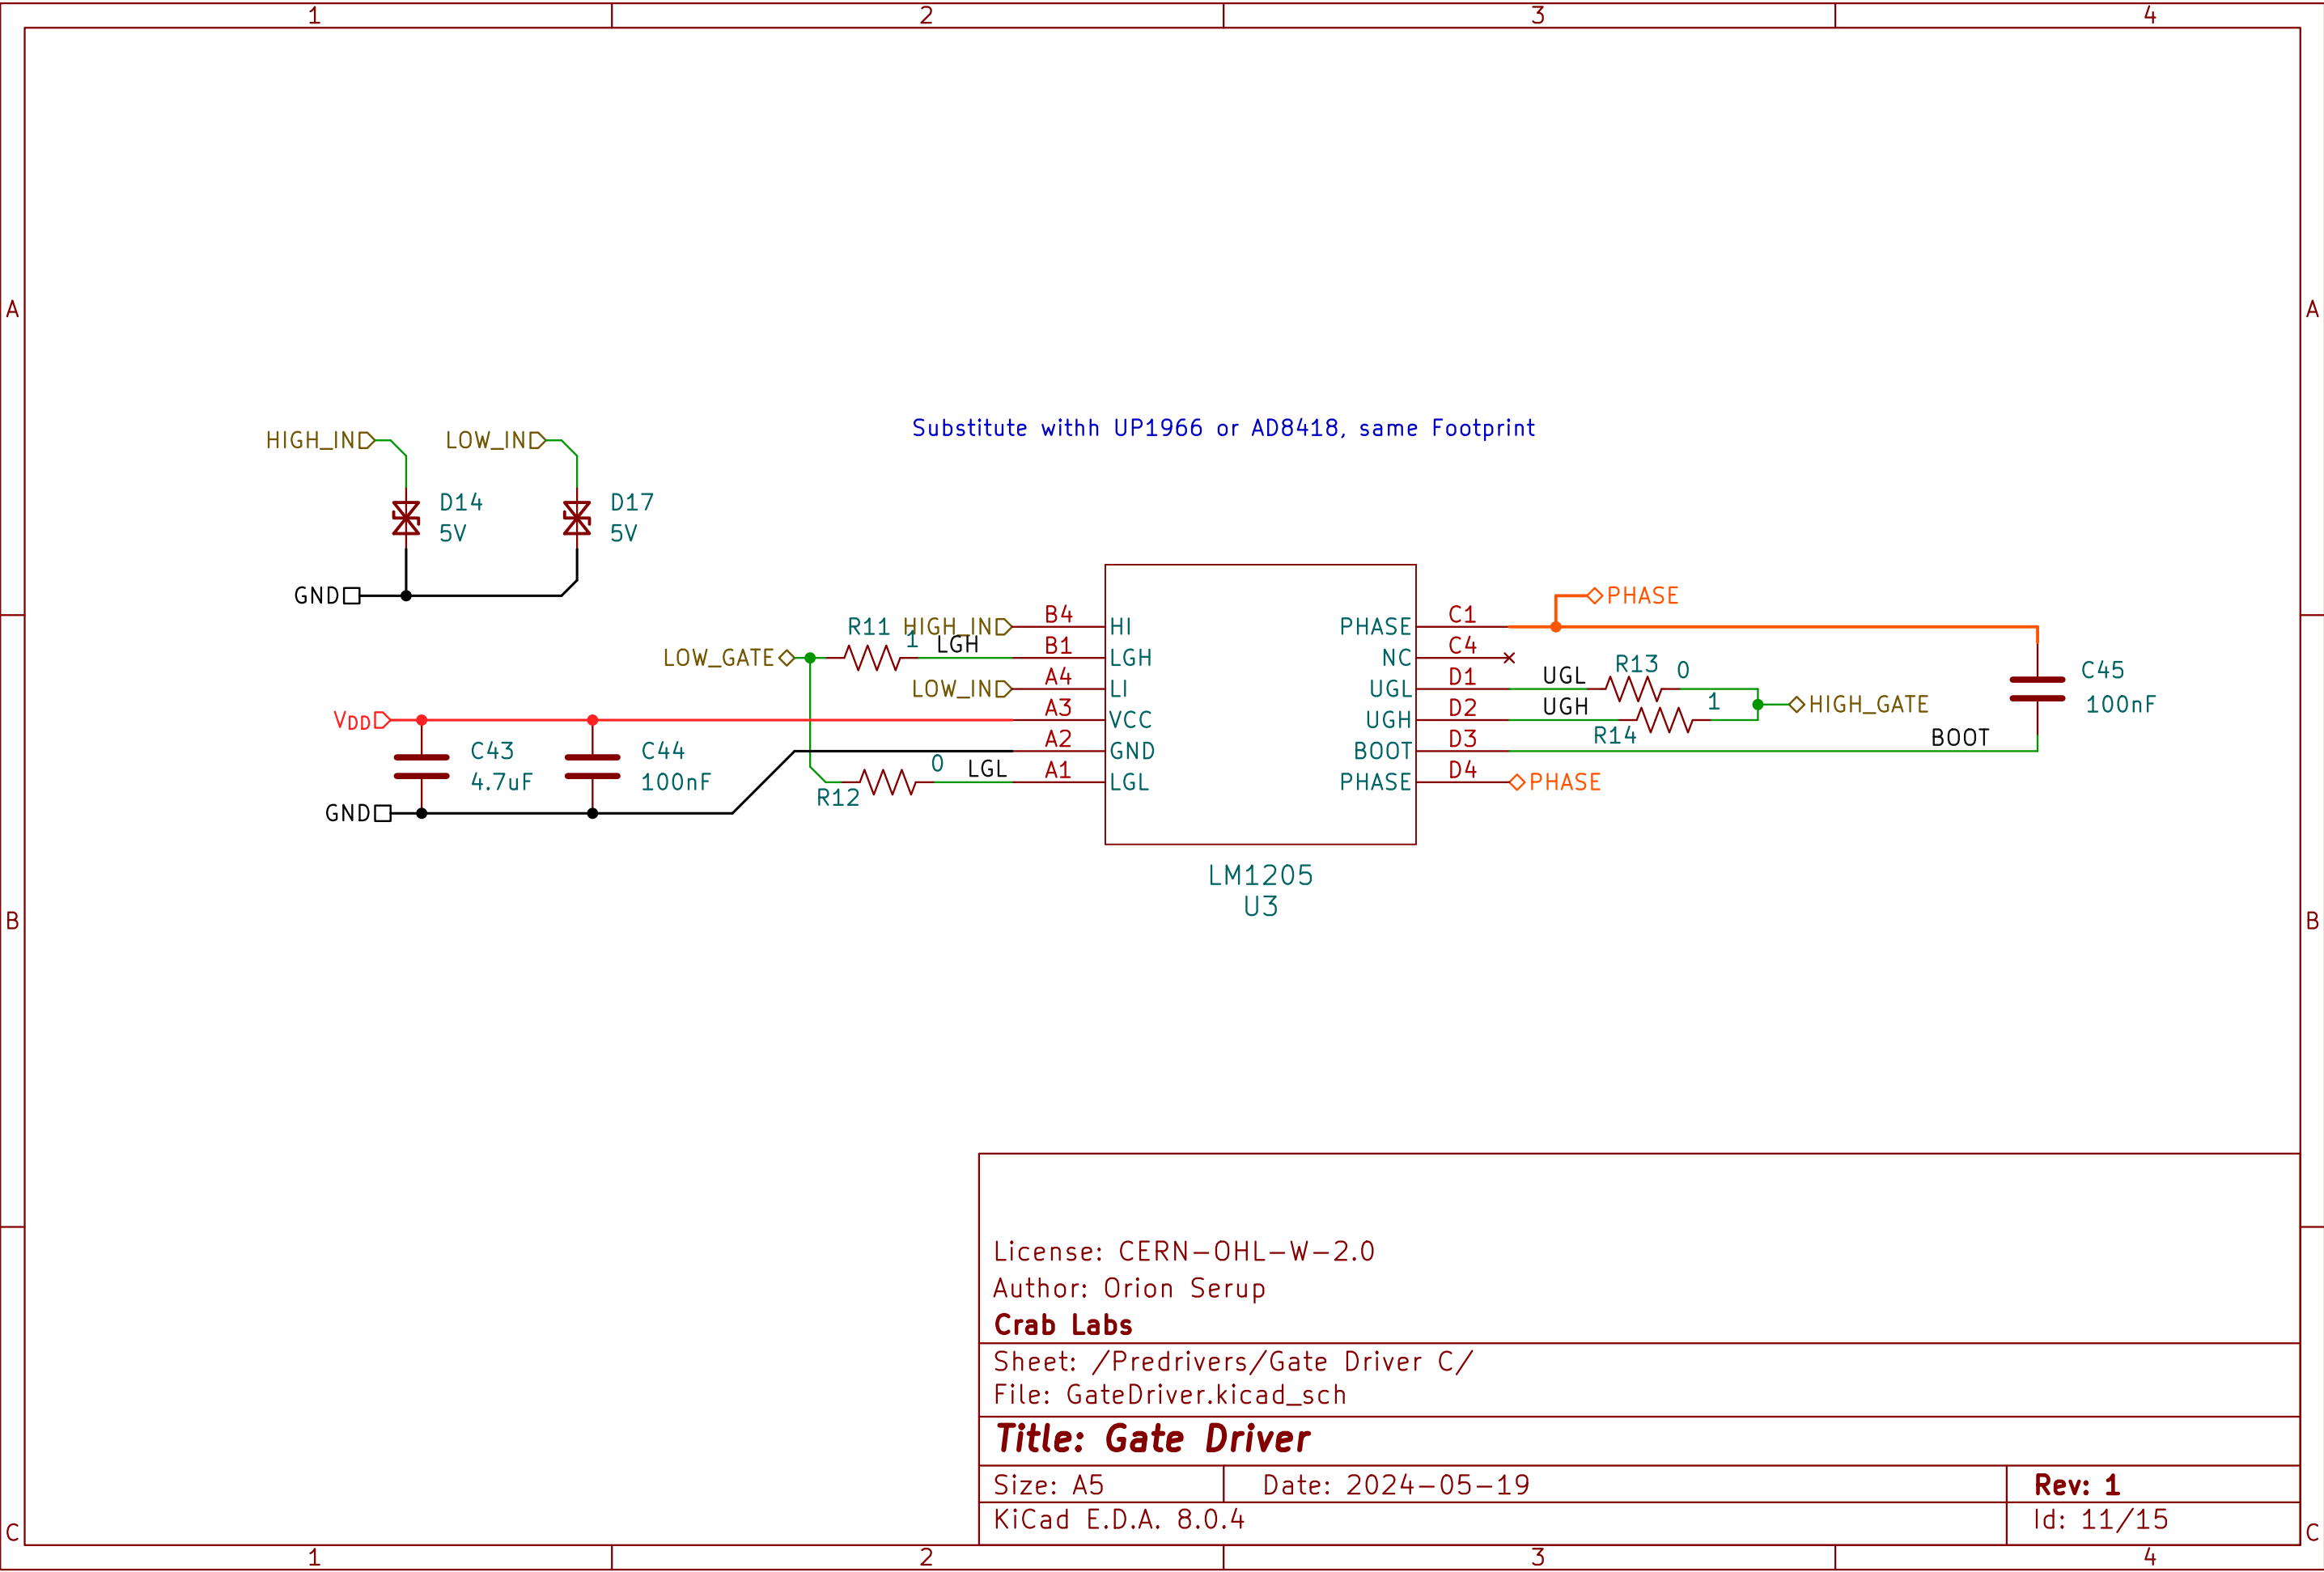 1 2 3 4
A A
Substitute withh UP1966 or AD8418, same Footprint
HIGH_IN LOW_IN
D14 D17
5V 5V
GND
PHASE
R11 1 HIGH_IN B4 HI PHASE C1
LOW_GATE LGH B1 LGH NC C4
LOW_IN A4 LI UGL D1 UGL R13 0
C45
100nF
VDD A3 VCC UGH D2 UGH R14 1 HIGH_GATE
C43 C44 A2 GND BOOT D3 BOOT
4.7uF 100nF R12 0 LGL A1 LGL PHASE D4 PHASE
GND
LM1205
U3
B B
License: CERN-OHL-W-2.0
Author: Orion Serup
Crab Labs
Sheet: /Predrivers/Gate Driver C/
File: GateDriver.kicad_sch
Title: Gate Driver
Size: A5 Date: 2024-05-19 Rev: 1
KiCad E.D.A. 8.0.4 Id: 11/15
C C
1 2 3 4